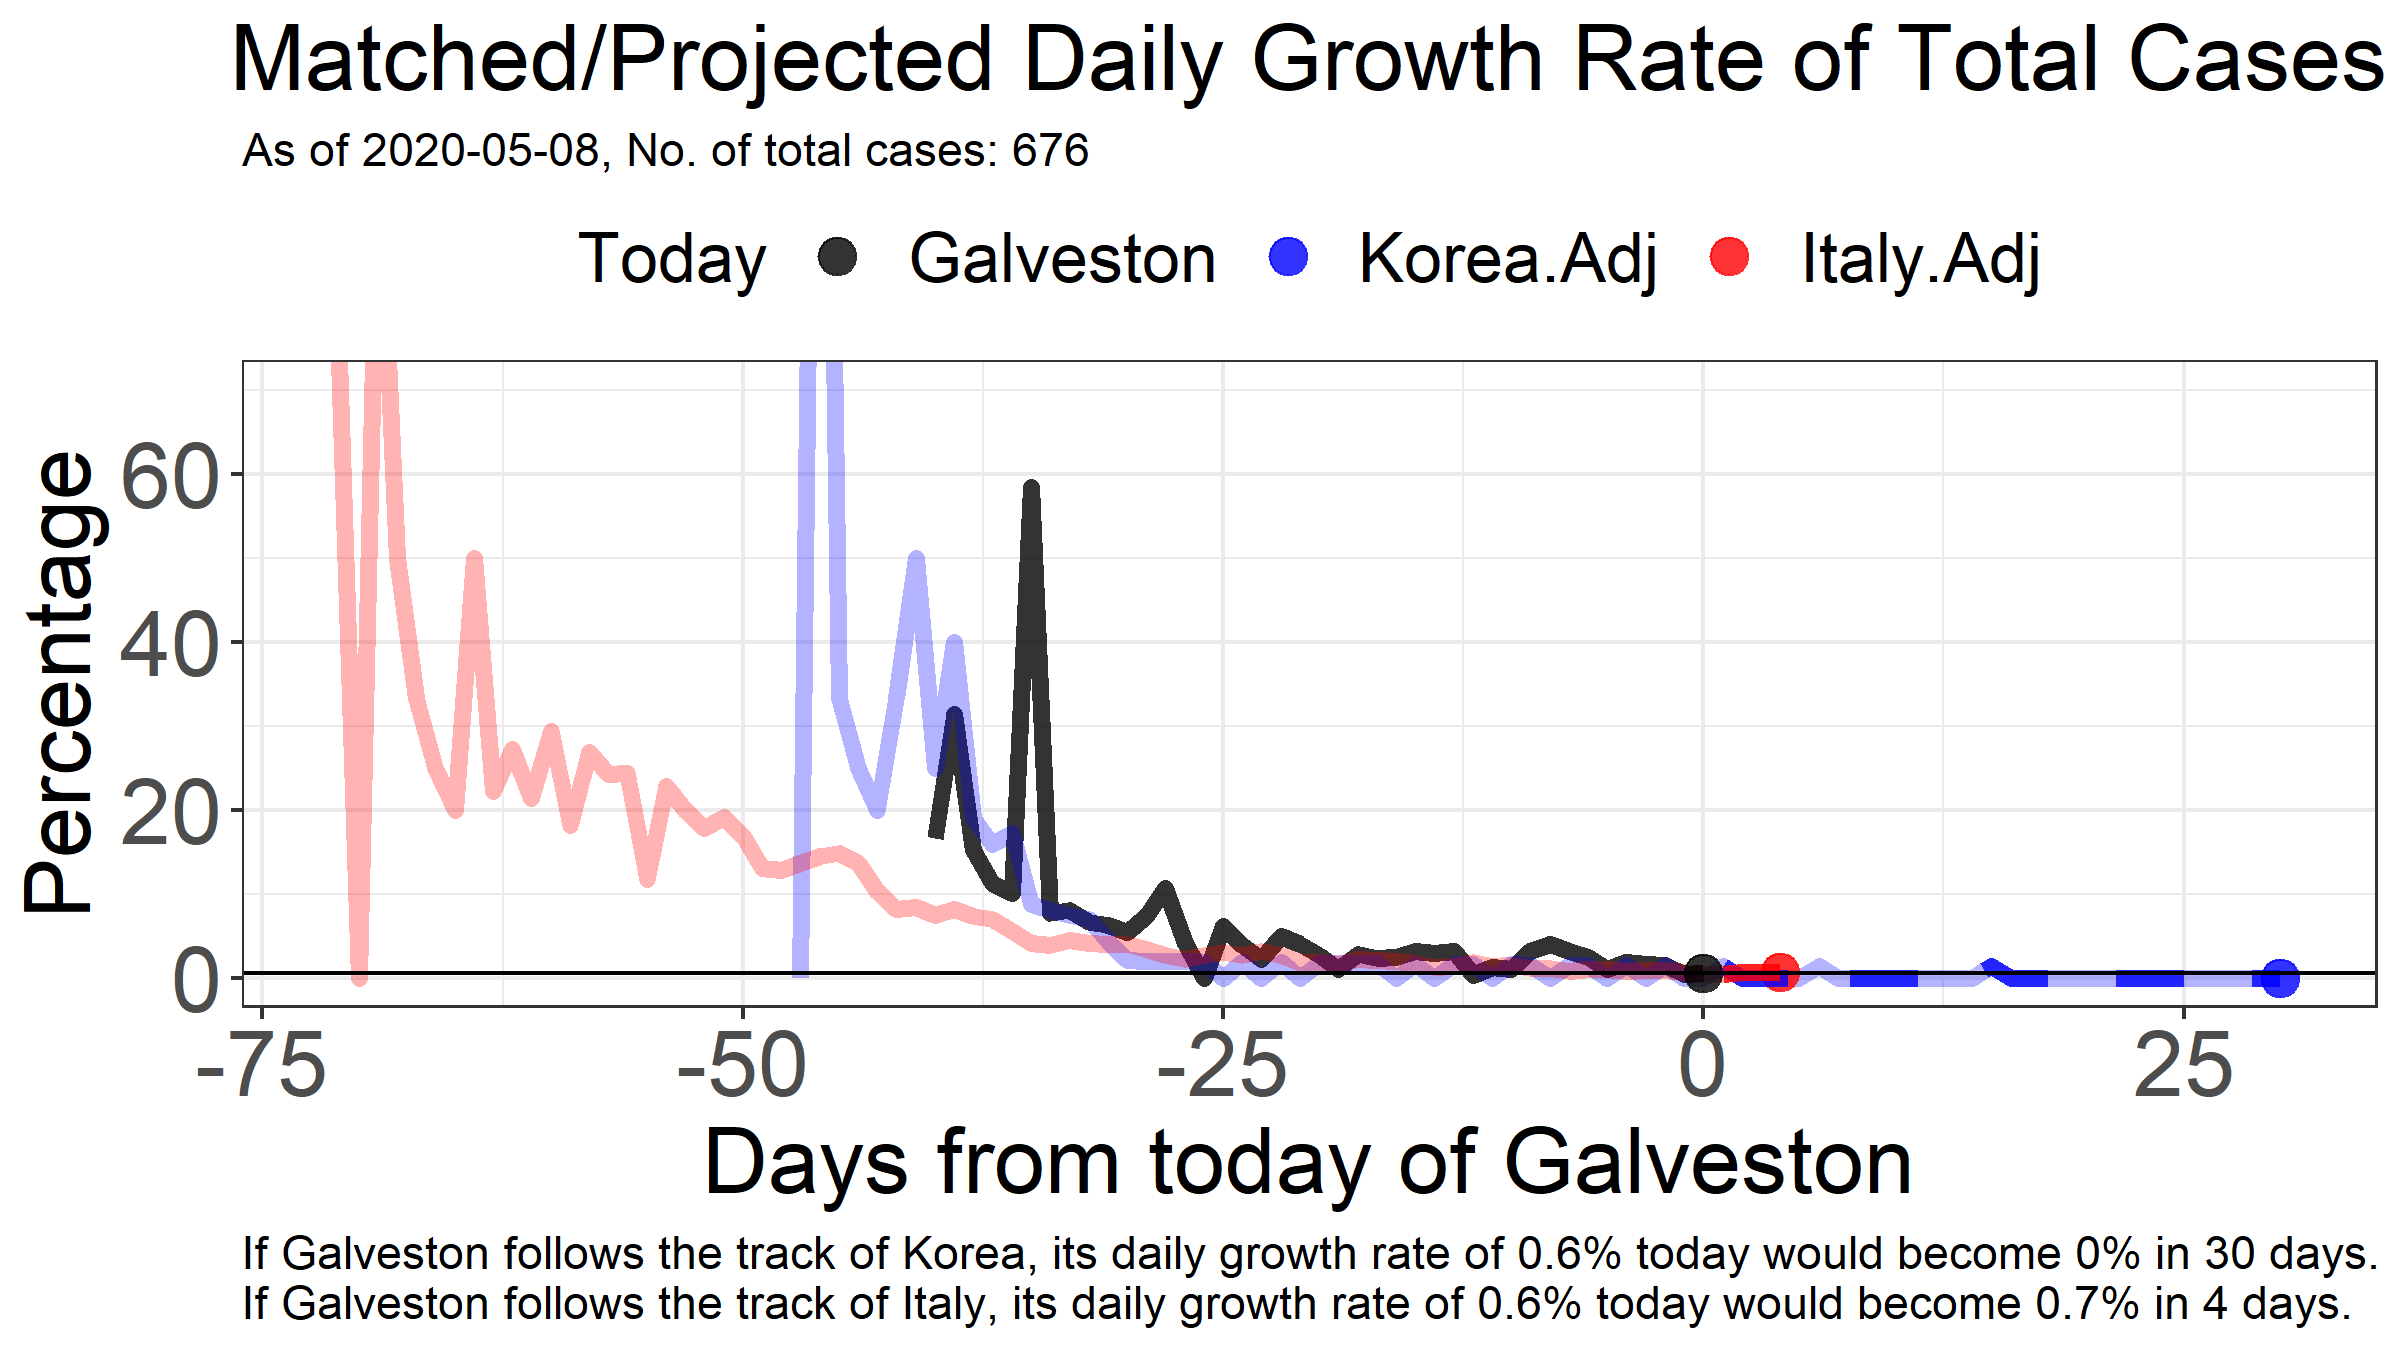 Matched/Projected Daily Growth Rate of Total Cases
As of 2020-05-08, No. of total cases: 676
Today Galveston Korea.Adj Italy.Adj
Percentage
60
40
20
0
-75 -50 -25 0 25
Days from today of Galveston
If Galveston follows the track of Korea, its daily growth rate of 0.6% today would become 0% in 30 days.
If Galveston follows the track of Italy, its daily growth rate of 0.6% today would become 0.7% in 4 days.